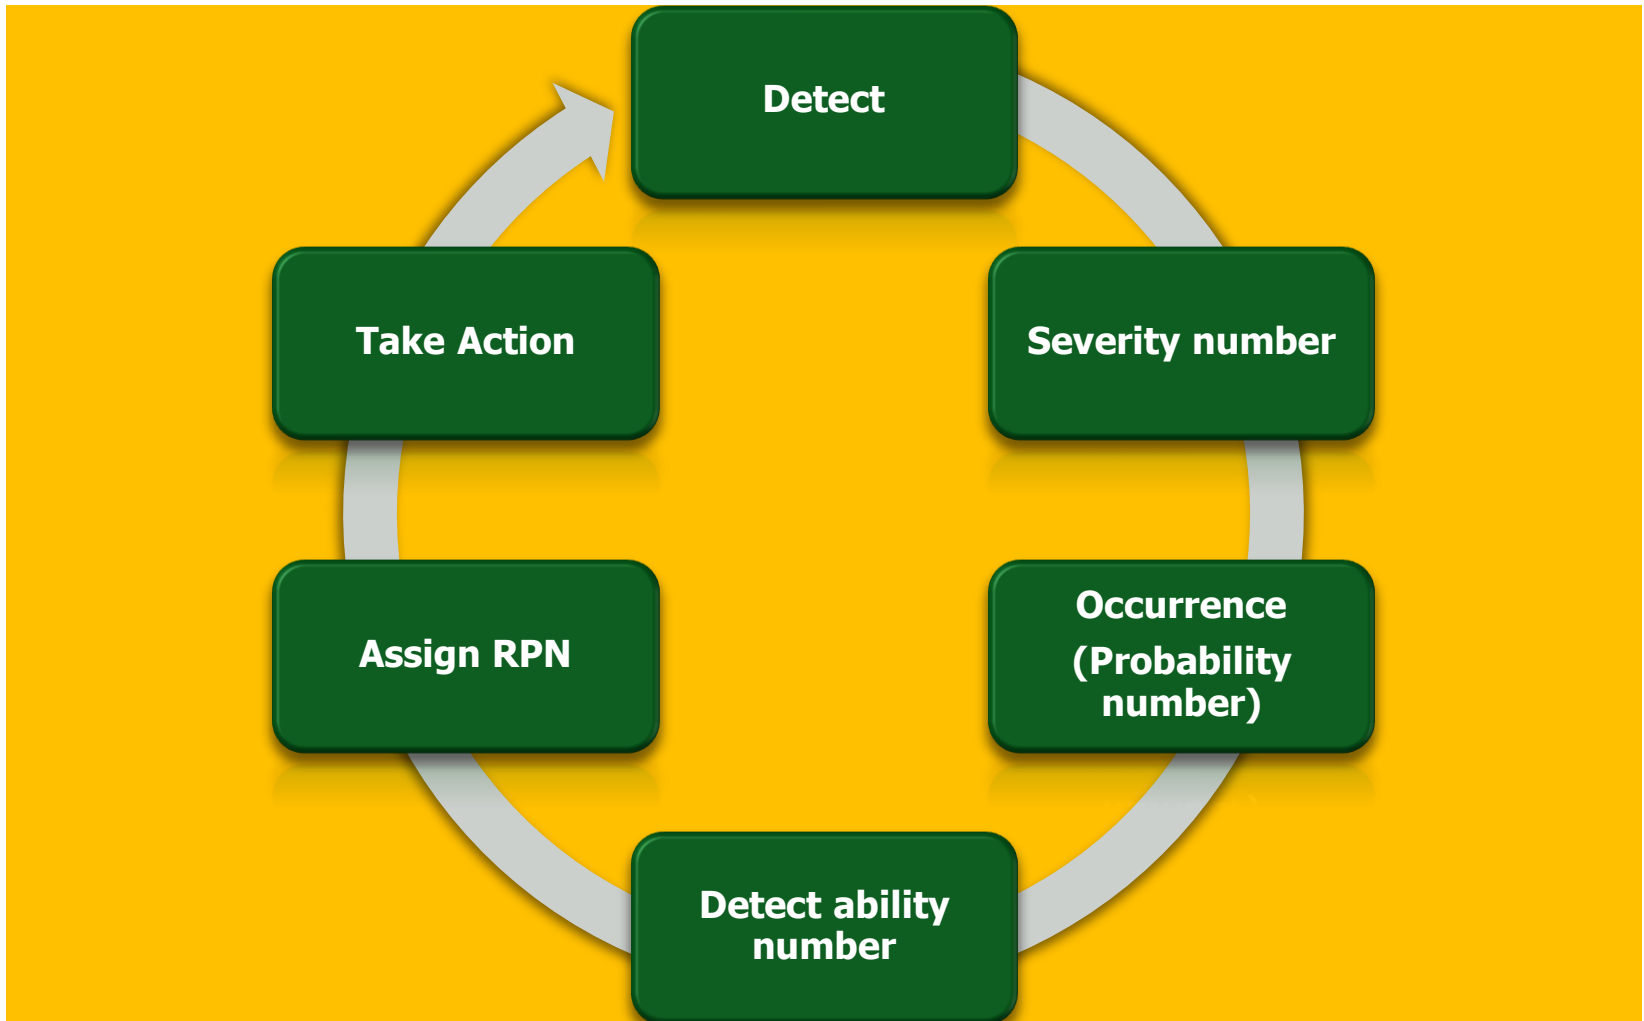 Detect
Severity number
Occurrence
(Probability
number)
Detect ability
number
Assign RPN
Take Action